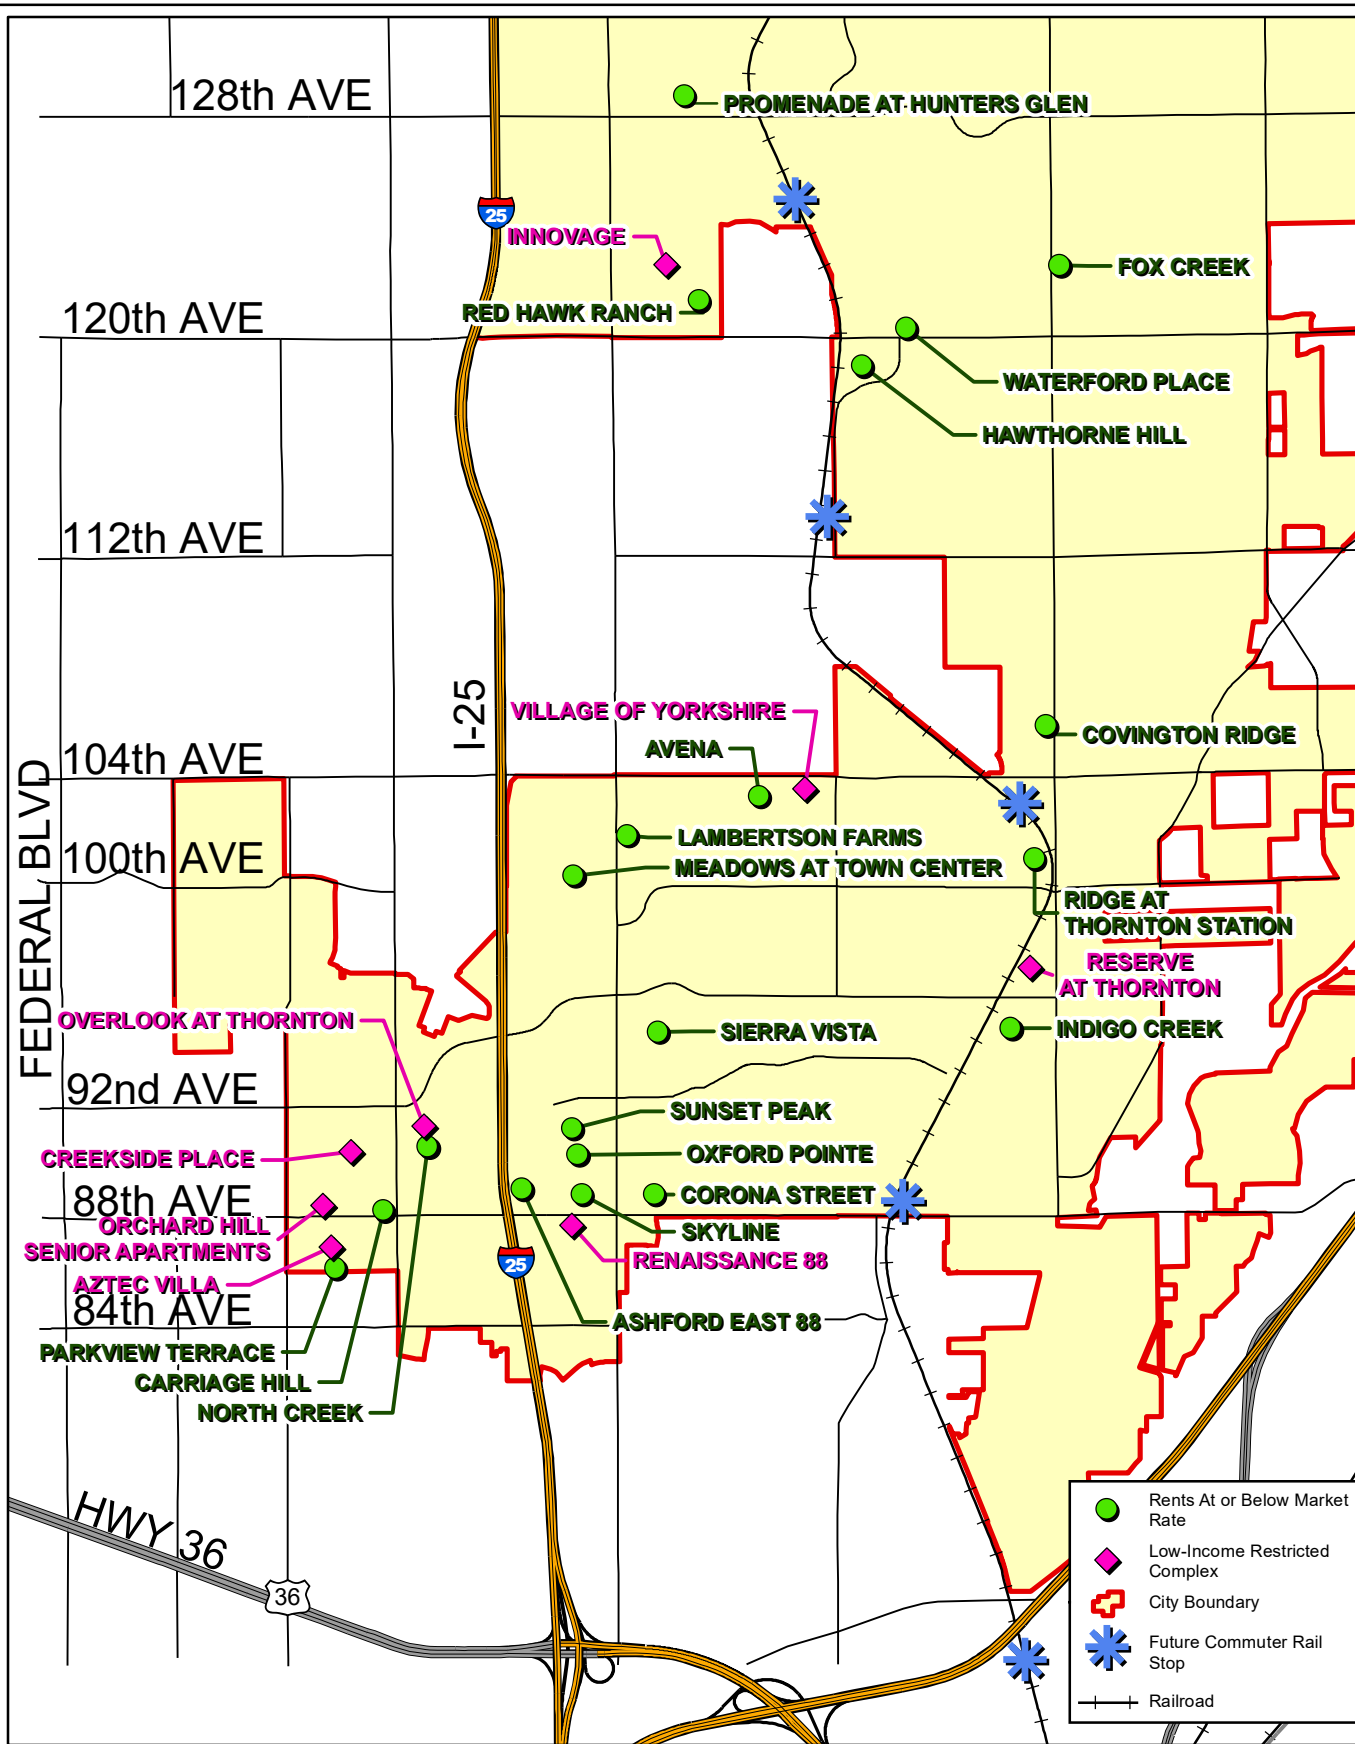 128th AVE
PROMENADE AT HUNTERS GLEN
25
INNOVAGE
FOX CREEK
RED HAWK RANCH
120th AVE
WATERFORD PLACE
HAWTHORNE HILL
112th AVE
I-25
VILLAGE OF YORKSHIRE
AVENA
COVINGTON RIDGE
104th AVE
FEDERAL BLVD
LAMBERTSON FARMS
100th AVE
MEADOWS AT TOWN CENTER
RIDGE AT
THORNTON STATION
RESERVE
AT THORNTON
OVERLOOK AT THORNTON
SIERRA VISTA
INDIGO CREEK
92nd AVE
SUNSET PEAK
CREEKSIDE PLACE
OXFORD POINTE
88th AVE
CORONA STREET
ORCHARD HILL
SENIOR APARTMENTS
SKYLINE
RENAISSANCE 88
25
AZTEC VILLA
84th AVE
ASHFORD EAST 88
PARKVIEW TERRACE
CARRIAGE HILL
NORTH CREEK
HWY 36
36
Rents At or Below Market
Rate
Low-Income Restricted
Complex
City Boundary
Future Commuter Rail
Stop
Railroad